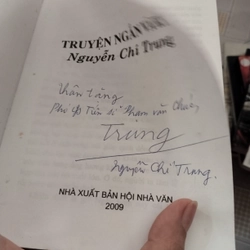 TRUYỆN NGẮN
Nguyễn Chí Trung
Thân tặng
Phó GS Tiến sĩ Phạm văn
Trung
Nguyễn Chí Trung.
NHÀ XUẤT BẢN HỘI NHÀ VĂN
2009